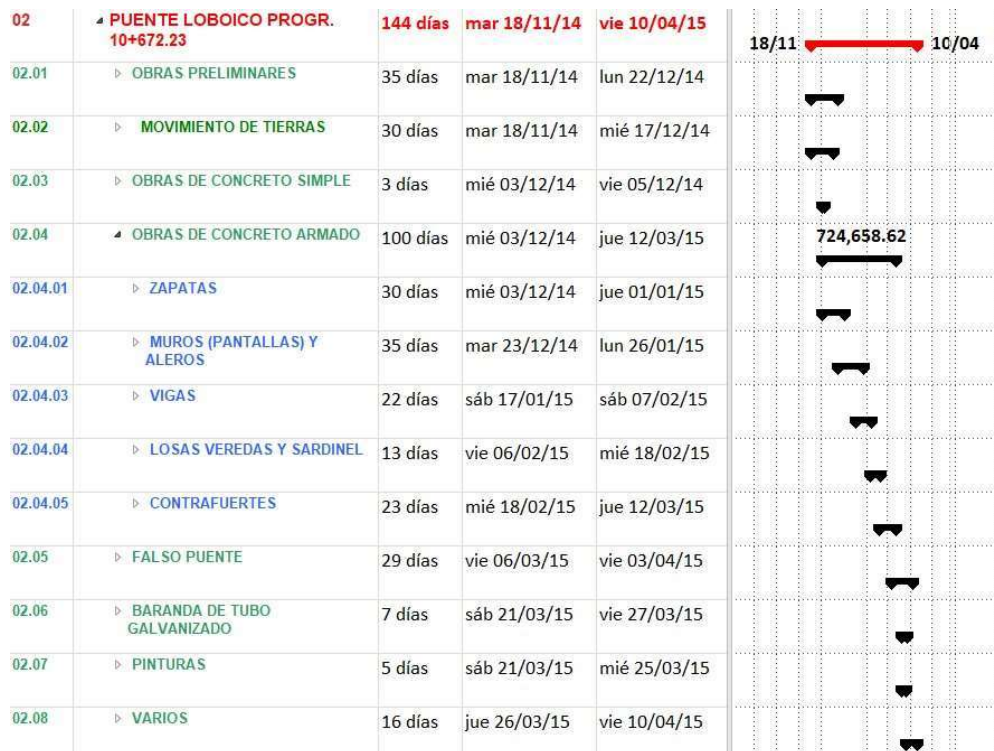 02 PUENTE LOBOICO PROGR. 144 días mar 18/11/14 vie 10/04/15
10+672.23 18/11 10/04
02.01 OBRAS PRELIMINARES 35 días mar 18/11/14 lun 22/12/14
02.02 MOVIMIENTO DE TIERRAS 30 días mar 18/11/14 mié 17/12/14
02.03 OBRAS DE CONCRETO SIMPLE 3 días mié 03/12/14 vie 05/12/14
02.04 OBRAS DE CONCRETO ARMADO 100 días mié 03/12/14 jue 12/03/15 724,658.62
02.04.01 ZAPATAS 30 días mié 03/12/14 jue 01/01/15
02.04.02 MUROS (PANTALLAS) Y 35 días mar 23/12/14 lun 26/01/15
ALEROS
02.04.03 VIGAS 22 días sáb 17/01/15 sáb 07/02/15
02.04.04 LOSAS VEREDAS Y SARDINEL 13 días vie 06/02/15 mié 18/02/15
02.04.05 CONTRAFUERTES 23 días mié 18/02/15 jue 12/03/15
02.05 FALSO PUENTE 29 días vie 06/03/15 vie 03/04/15
02.06 BARANDA DE TUBO 7 días sáb 21/03/15 vie 27/03/15
GALVANIZADO
02.07 PINTURAS 5 días sáb 21/03/15 mié 25/03/15
02.08 VARIOS 16 días jue 26/03/15 vie 10/04/15